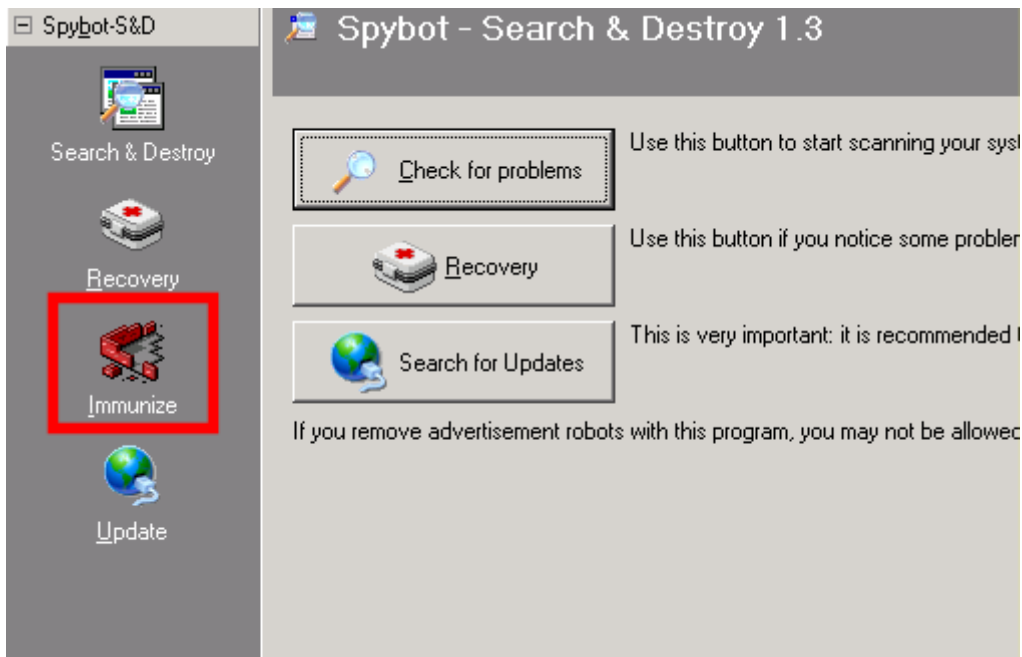 Spybot-S&D
Search & Destroy
Recovery
Immunize
Update
Spybot - Search & Destroy 1.3
Check for problems
Use this button to start scanning your
Recovery
Use this button if you notice some
Search for Updates
This is very important: it is recommended
If you remove advertisement robots with this program, you may not be allowed